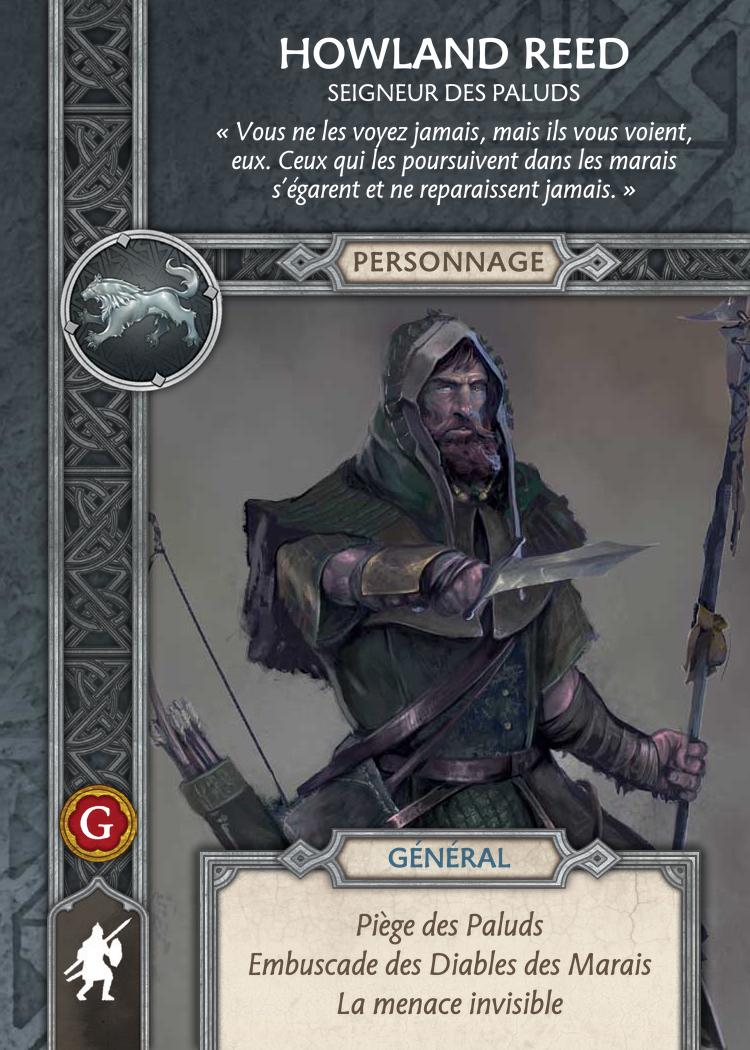 HOWLAND REED
SEIGNEUR DES PALUDS
« Vous ne les voyez jamais, mais ils vous voient,
eux. Ceux qui les poursuivent dans les marais
s'égarent et ne reparaissent jamais. »
PERSONNAGE
G
GÉNÉRAL
Piège des Paluds
Embuscade des Diables des Marais
La menace invisible